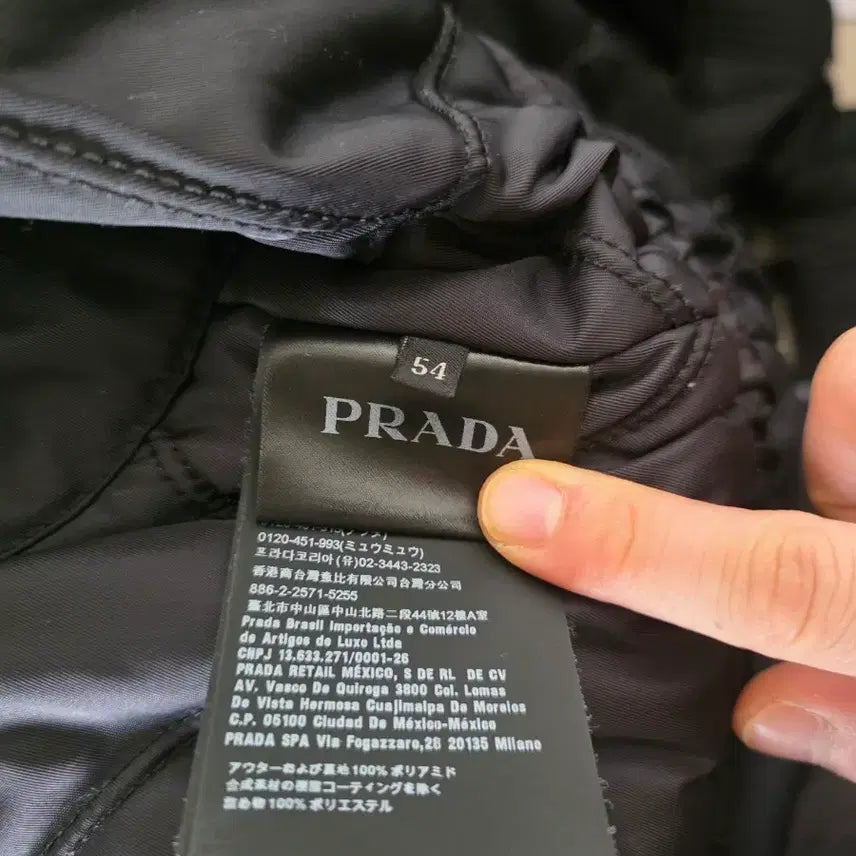 54
PRADA
0120-451-993(ミュウミュウ)
프라다코리아(유)02-3443-2323
香港商台灣普比有限公司台灣分公司
886-2-2571-5255
臺北市中山區中山北路二段44號12樓A室
Prada Brasil Importação e Comércio
de Artigos de Luxo Ltda
CNPJ 13.633.271/0001-26
PRADA RETAIL MÉXICO, S DE RL DE CV
AV. Vasco De Quiroga 3800 Col. Lomas
De Vista Hermosa Cuajimalpa De Morelos
C.P. 05100 Ciudad De México-México
PRADA SPA Via Fogazzaro,28 20135 Milano
アウターおよび裏地100%ポリアミド
合成素材の樹脂コーティングを除く
詰め物100%ポリエステル